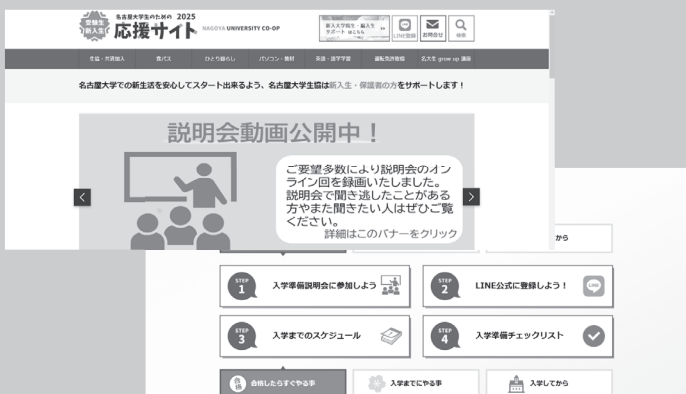 受験生
新入生
名古屋大学生のための 2025
応援サイト
NAGOYA UNIVERSITY CO-OP
新入大学院生・編入生
サポート はこちら
LINE登録
お問合せ
検索
生協・共済加入
食パス
ひとり暮らし
パソコン・教材
英語・語学学習
運転免許取得
名大生 grow up 講座
名古屋大学での新生活を安心してスタート出来るよう、名古屋大学生協は新入生・保護者の方をサポートします！
説明会動画公開中！
ご要望多数により説明会のオン
ライン回を録画いたしました。
説明会で聞き逃したことがある
方やまた聞きたい人はぜひご覧
ください。
詳細はこのバナーをクリック
から
STEP
1
入学準備説明会に参加しよう
STEP
2
LINE公式に登録しよう！
LINE
STEP
3
入学までのスケジュール
STEP
4
入学準備チェックリスト
合格
合格したらすぐやる事
入学までにやる事
入学してから